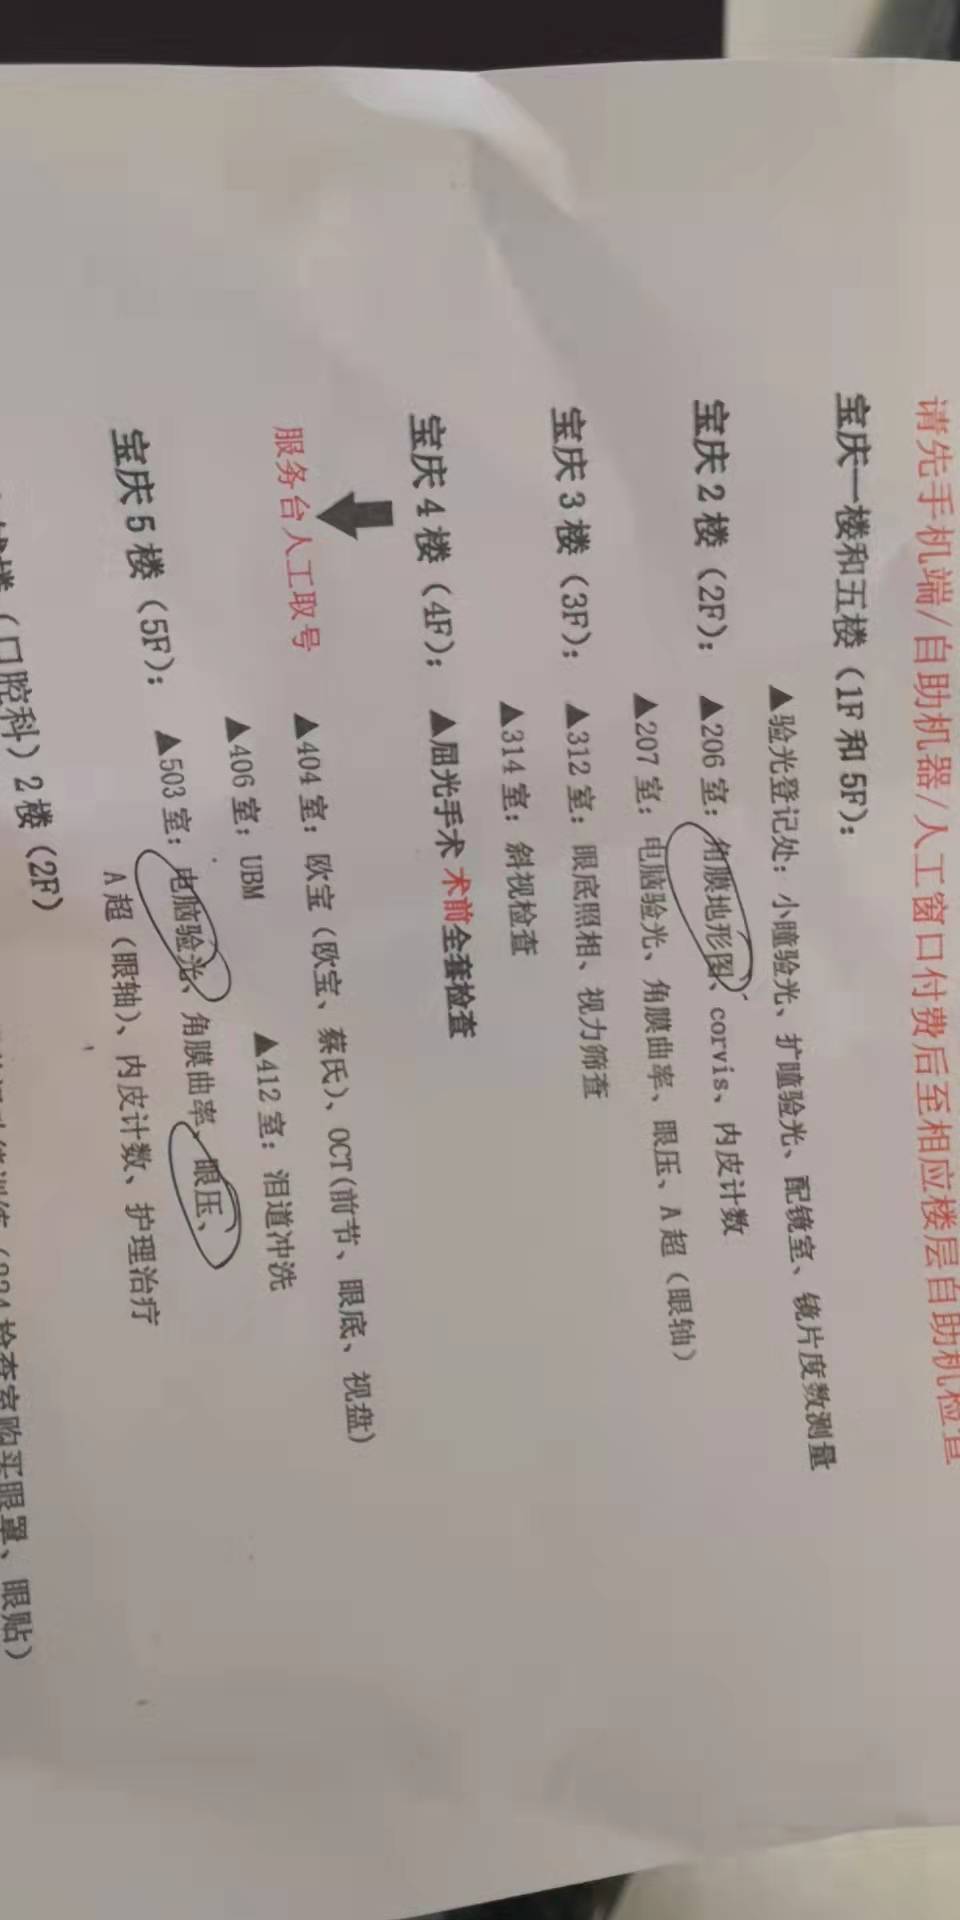 请先手机端/自助机器/人工窗口付费后至相应楼层自助机检查
宝庆一楼和五楼（1F 和 5F）：
▲验光登记处：小瞳验光、扩瞳验光、配镜室、镜片度数测量
宝庆 2 楼（2F）： ▲206 室：角膜地形图、corvis、内皮计数
▲207 室：电脑验光、角膜曲率、眼压、A 超（眼轴）
宝庆 3 楼（3F）： ▲312 室：眼底照相、视力筛查
▲314 室：斜视检查
宝庆 4 楼（4F）： ▲屈光手术 术前全套检查
服务台人工取号 ▲404 室：欧宝（欧宝、蔡氏）、OCT(前节、眼底、视盘)
▲406 室：UBM ▲412 室：泪道冲洗
宝庆 5 楼（5F）： ▲503 室：电脑验光、角膜曲率、眼压、
A 超（眼轴）、内皮计数、护理治疗
楼（口腔科）2 楼（2F）
检查室购买眼罩、眼贴）